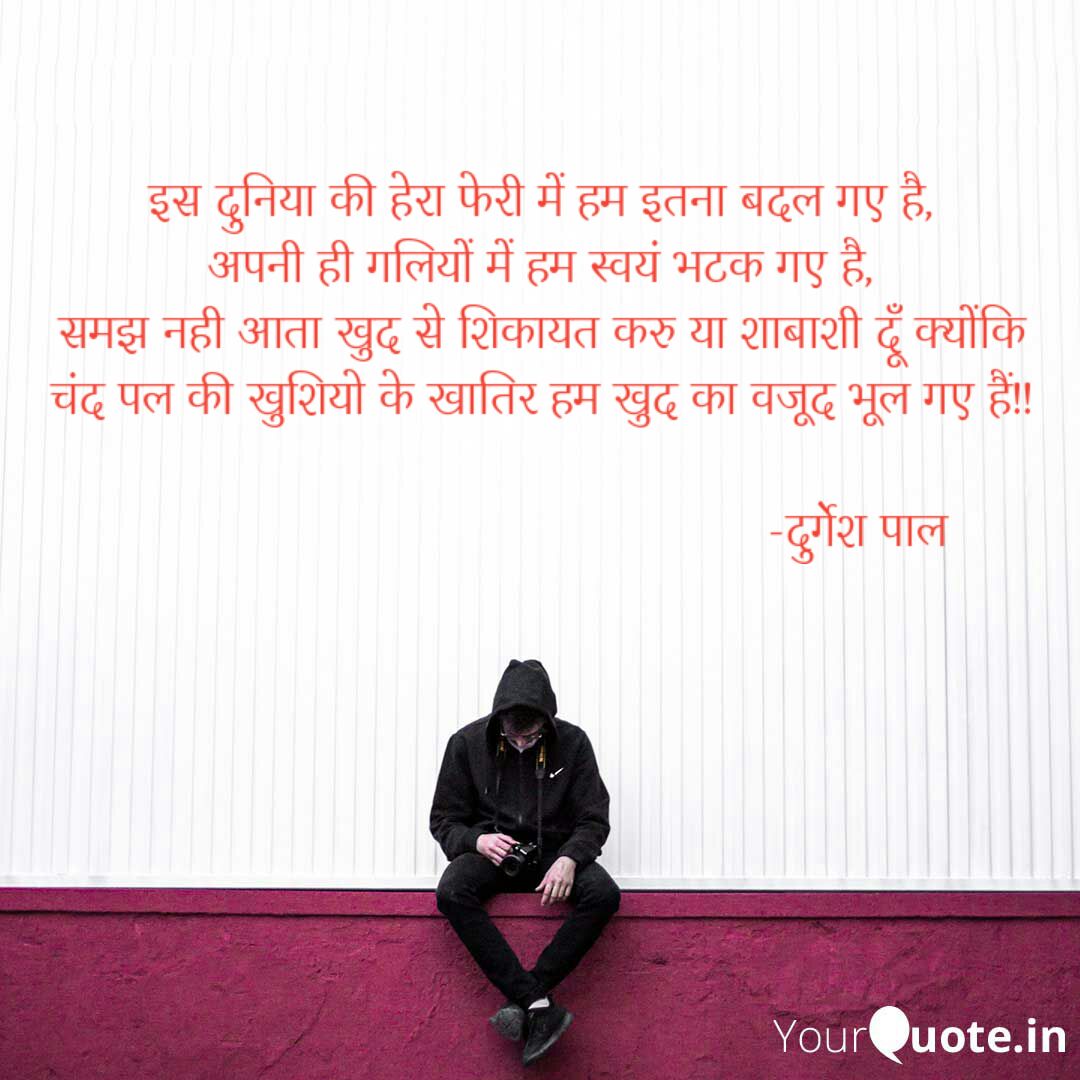 इस दुनिया की हेरा फेरी में हम इतना बदल गए है,
अपनी ही गलियों में हम स्वयं भटक गए है,
समझ नही आता खुद से शिकायत करु या शाबाशी दूँ क्योंकि
चंद पल की खुशियो के खातिर हम खुद का वजूद भूल गए हैं!!
-दुर्गेश पाल
YourQuote.in